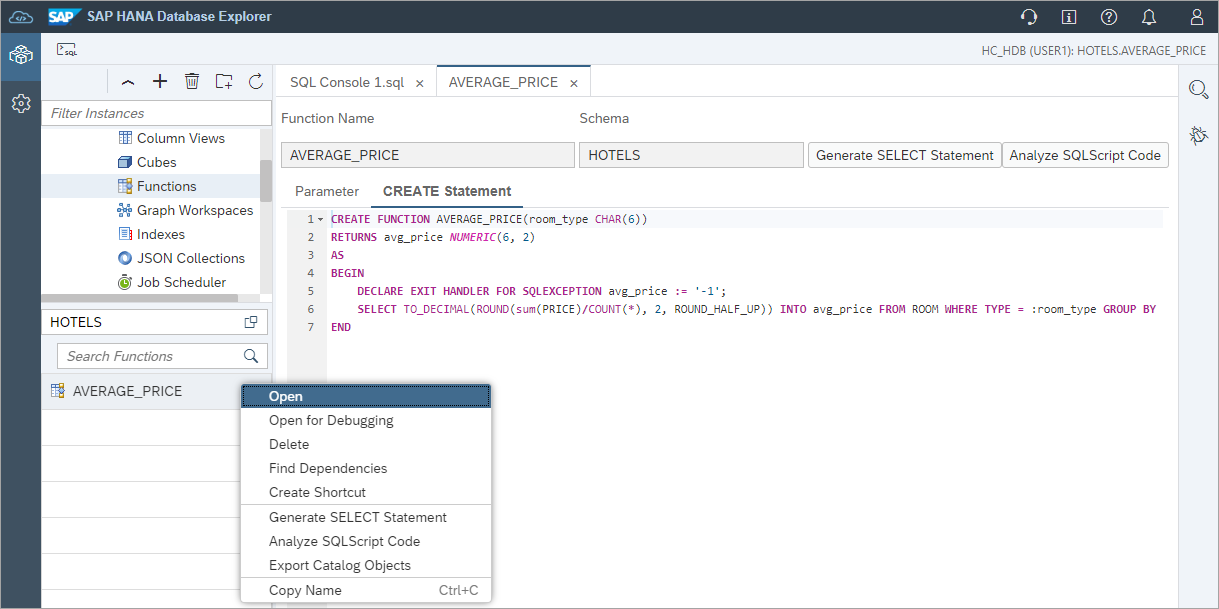 SAP SAP HANA Database Explorer
SQL
HC_HDB (USER1): HOTELS.AVERAGE_PRICE
Filter Instances
Column Views
Cubes
Functions
Graph Workspaces
Indexes
JSON Collections
Job Scheduler
HOTELS
Search Functions
AVERAGE_PRICE
SQL Console 1.sql × AVERAGE_PRICE ×
Function Name Schema
AVERAGE_PRICE HOTELS Generate SELECT Statement Analyze SQLScript Code
Parameter CREATE Statement
1 CREATE FUNCTION AVERAGE_PRICE(room_type CHAR(6))
2 RETURNS avg_price NUMERIC(6, 2)
3 AS
4 BEGIN
5 DECLARE EXIT HANDLER FOR SQLEXCEPTION avg_price := '-1';
6 SELECT TO_DECIMAL(ROUND(sum(PRICE)/COUNT(*), 2, ROUND_HALF_UP)) INTO avg_price FROM ROOM WHERE TYPE = :room_type GROUP BY
7 END
Open
Open for Debugging
Delete
Find Dependencies
Create Shortcut
Generate SELECT Statement
Analyze SQLScript Code
Export Catalog Objects
Copy Name Ctrl+C